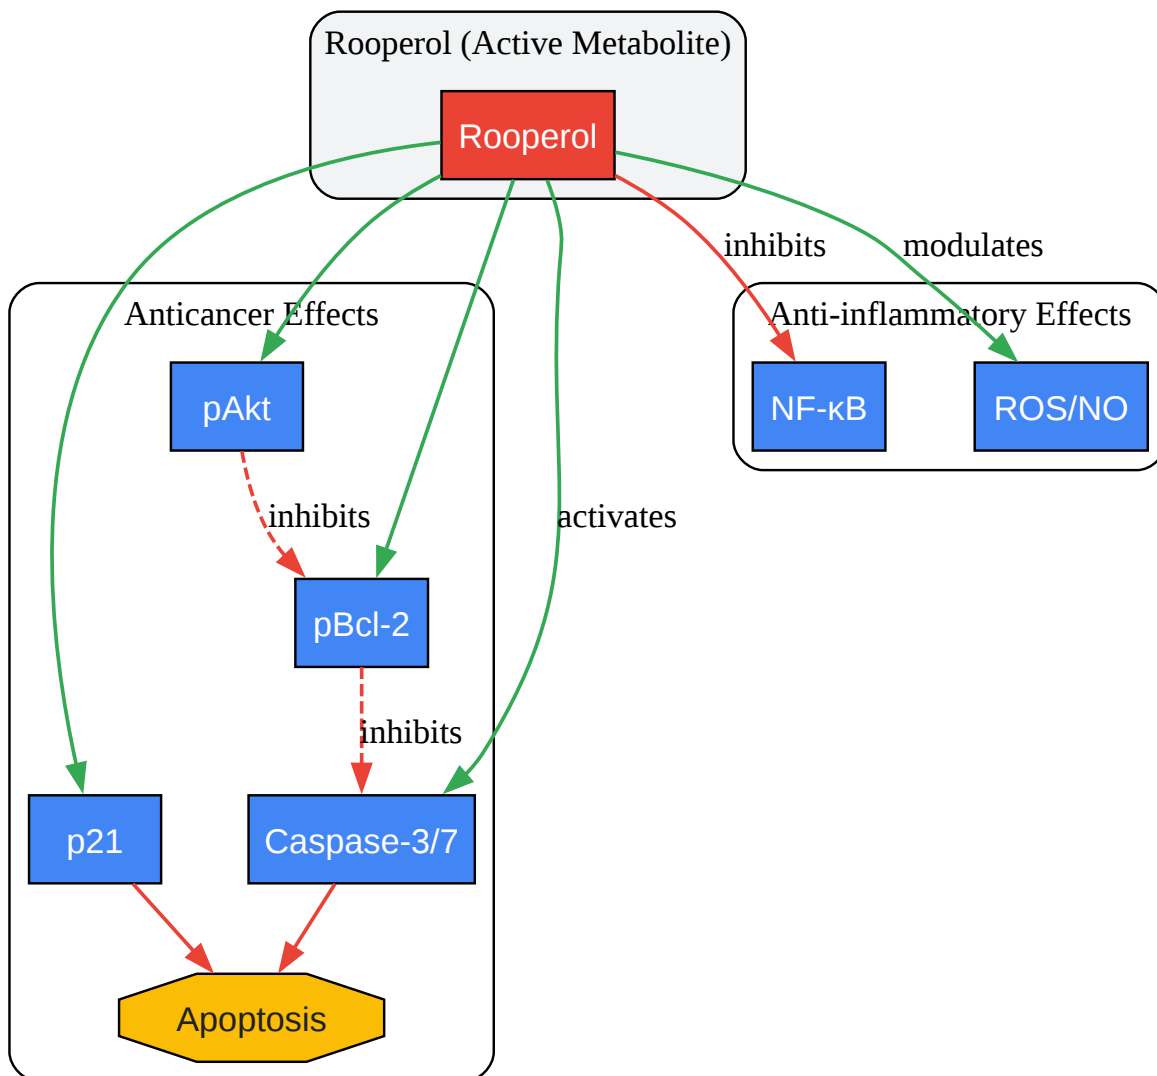 Rooperol (Active Metabolite)
Rooperol
inhibits
modulates
Anticancer Effects
Anti-inflammatory Effects
pAkt
NF-κB
ROS/NO
inhibits
activates
pBcl-2
inhibits
p21
Caspase-3/7
Apoptosis